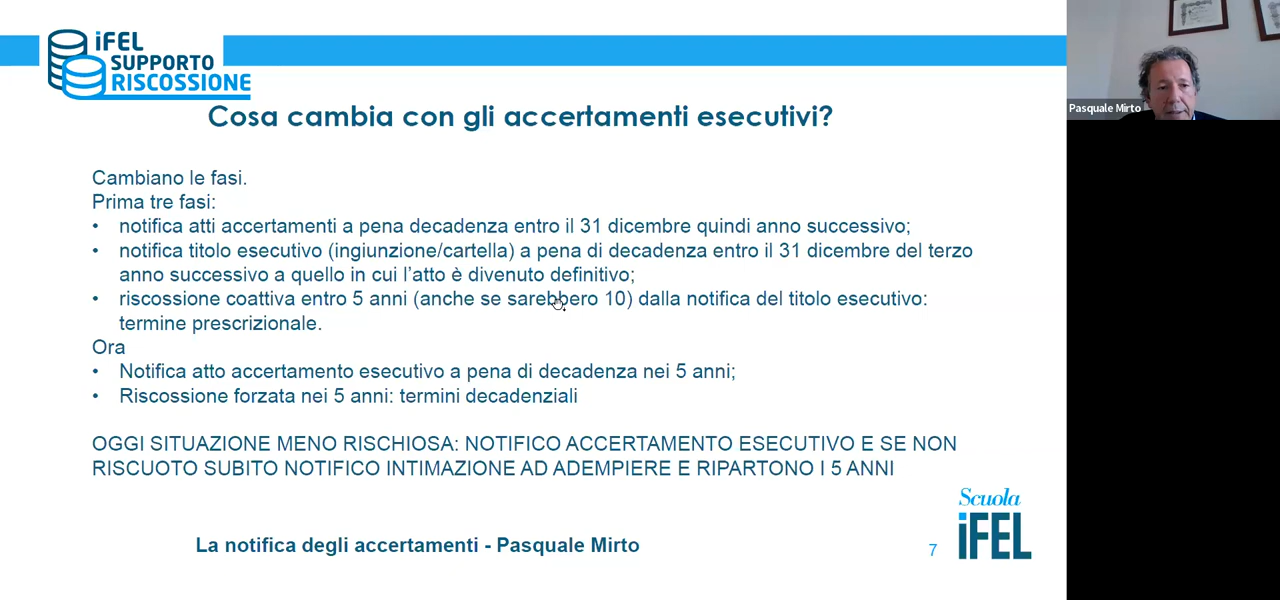 iFEL
SUPPORTO
RISCOSSIONE
Cosa cambia con gli accertamenti esecutivi?
Pasquale Mirto
Cambiano le fasi.
Prima tre fasi:
• notifica atti accertamenti a pena decadenza entro il 31 dicembre quindi anno successivo;
• notifica titolo esecutivo (ingiunzione/cartella) a pena di decadenza entro il 31 dicembre del terzo
anno successivo a quello in cui l'atto è divenuto definitivo;
• riscossione coattiva entro 5 anni (anche se sarebbero 10) dalla notifica del titolo esecutivo:
termine prescrizionale.
Ora
• Notifica atto accertamento esecutivo a pena di decadenza nei 5 anni;
• Riscossione forzata nei 5 anni: termini decadenziali
OGGI SITUAZIONE MENO RISCHIOSA: NOTIFICO ACCERTAMENTO ESECUTIVO E SE NON
RISCUOTO SUBITO NOTIFICO INTIMAZIONE AD ADEMPIERE E RIPARTONO I 5 ANNI
La notifica degli accertamenti - Pasquale Mirto
7
Scuola
iFEL